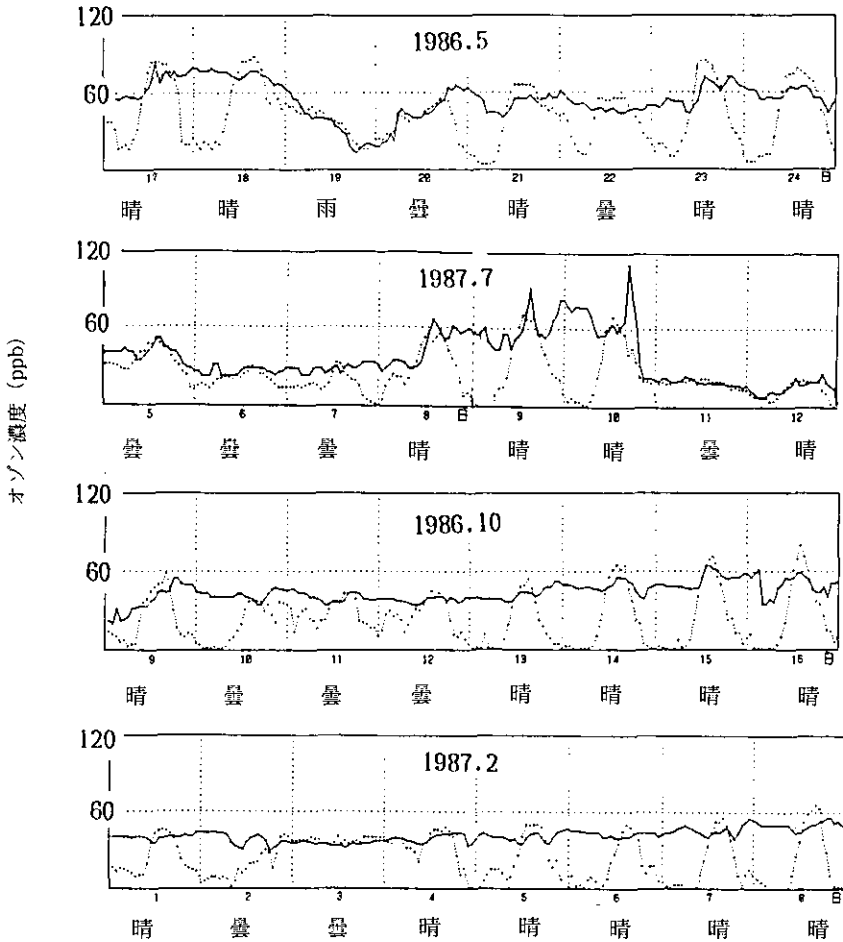 オゾン濃度 (ppb)
120
1986.5
60
17 18 19 20 21 22 23 24 日
晴 晴 雨 曇 晴 曇 晴 晴
120
1987.7
60
5 6 7 8 日 9 10 11 12
曇 曇 曇 晴 晴 晴 曇 晴
120
1986.10
60
9 10 11 12 13 14 15 15 日
晴 曇 曇 曇 晴 晴 晴 晴
120
1987.2
60
1 2 3 4 5 6 7 8 日
晴 曇 曇 晴 晴 晴 晴 晴